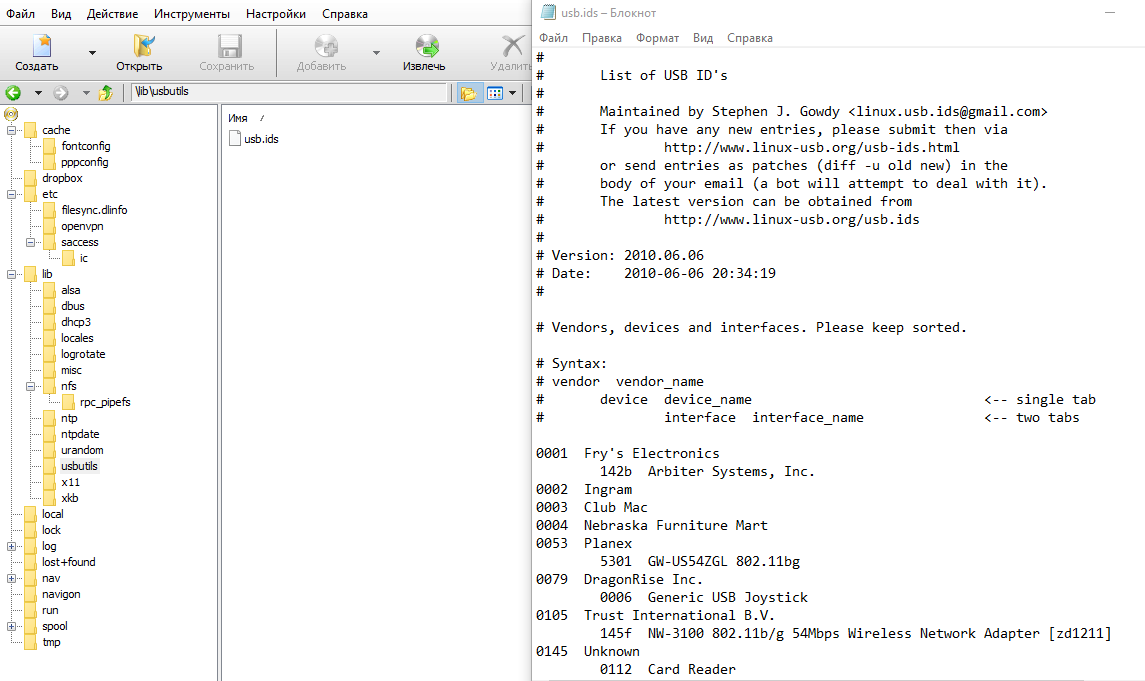 Файл Вид Действие Инструменты Настройки Справка
Создать Открыть Сохранить Добавить Извлечь Удалить
\lib\usbutils
cache
fontconfig
pppconfig
dropbox
etc
filesync.dlinfo
openvpn
saccess
ic
lib
alsa
dbus
dhcp3
locales
logrotate
misc
nfs
rpc_pipefs
ntp
ntpdate
urandom
usbutils
x11
xkb
local
lock
log
lost+found
nav
navigon
run
spool
tmp
Имя
usb.ids
usb.ids – Блокнот
Файл Правка Формат Вид Справка
#
#	List of USB ID's
#
#	Maintained by Stephen J. Gowdy <linux.usb.ids@gmail.com>
#	If you have any new entries, please submit then via
#		http://www.linux-usb.org/usb-ids.html
#	or send entries as patches (diff -u old new) in the
#	body of your email (a bot will attempt to deal with it).
#	The latest version can be obtained from
#		http://www.linux-usb.org/usb.ids
#
# Version: 2010.06.06
# Date:    2010-06-06 20:34:19
#
# Vendors, devices and interfaces. Please keep sorted.
# Syntax:
# vendor  vendor_name
#	device  device_name				<-- single tab
#		interface  interface_name		<-- two tabs
0001  Fry's Electronics
	142b  Arbiter Systems, Inc.
0002  Ingram
0003  Club Mac
0004  Nebraska Furniture Mart
0053  Planex
	5301  GW-US54ZGL 802.11bg
0079  DragonRise Inc.
	0006  Generic USB Joystick
0105  Trust International B.V.
	145f  NW-3100 802.11b/g 54Mbps Wireless Network Adapter [zd1211]
0145  Unknown
	0112  Card Reader